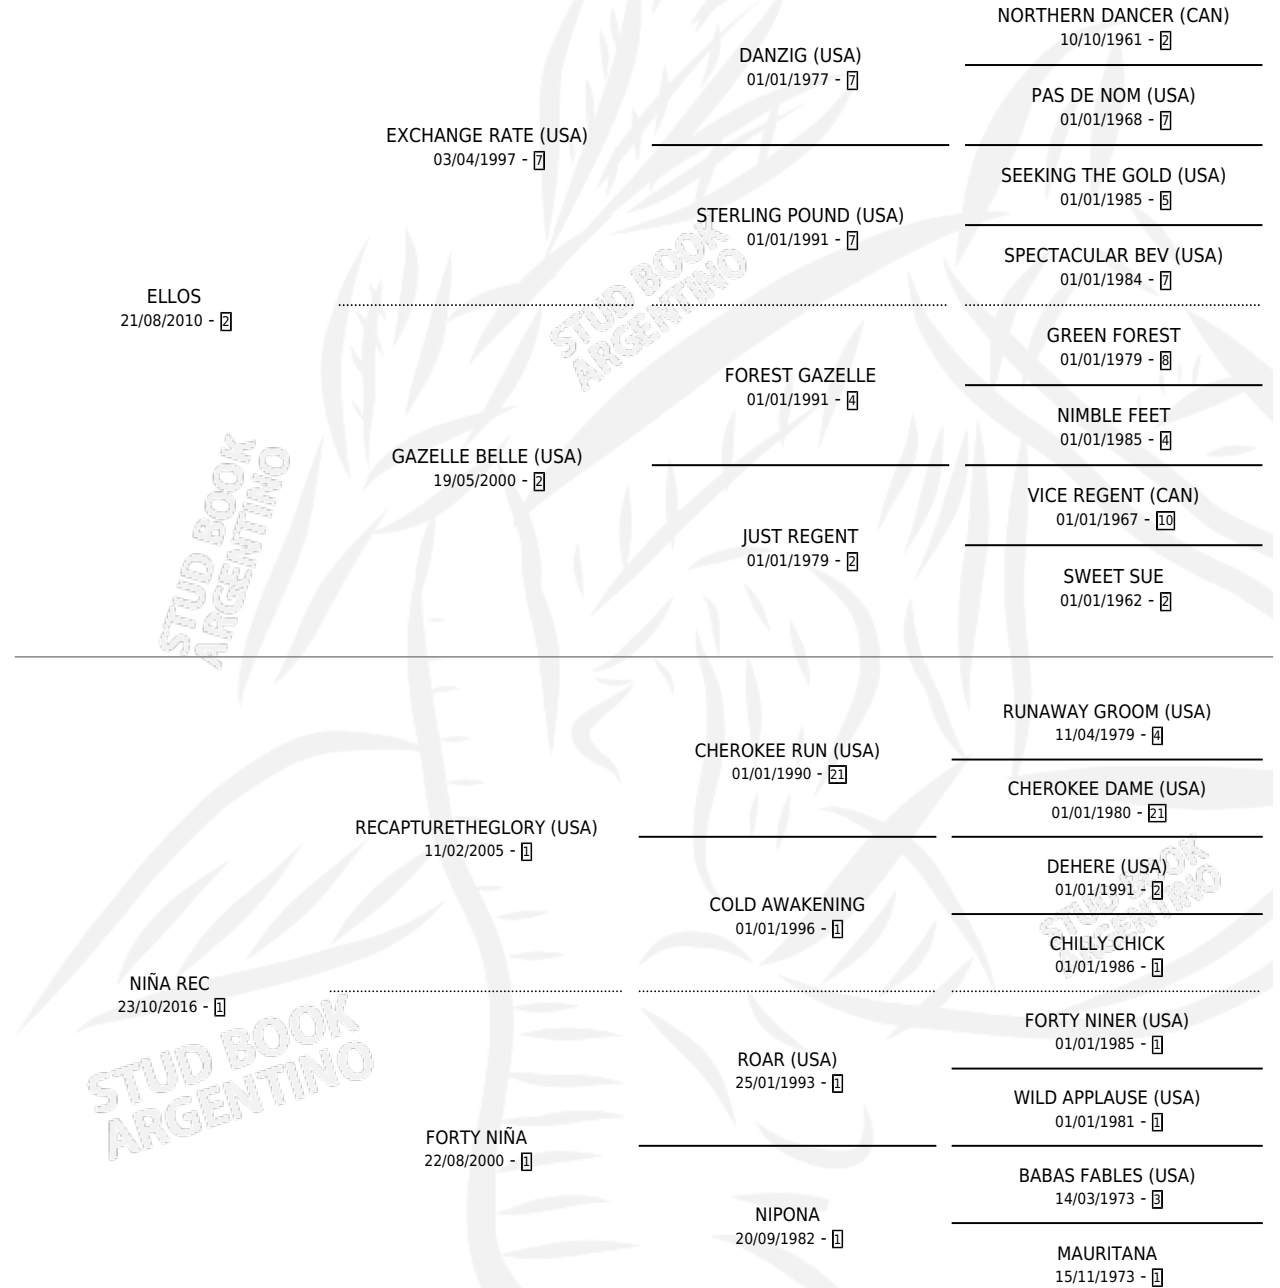 NORTHERN DANCER (CAN)
10/10/1961 - 2
DANZIG (USA)
01/01/1977 - 7
PAS DE NOM (USA)
01/01/1968 - 7
EXCHANGE RATE (USA)
03/04/1997 - 7
SEEKING THE GOLD (USA)
01/01/1985 - 5
STERLING POUND (USA)
01/01/1991 - 7
SPECTACULAR BEV (USA)
01/01/1984 - 7
ELLOS
21/08/2010 - 2
GREEN FOREST
01/01/1979 - 8
FOREST GAZELLE
01/01/1991 - 4
NIMBLE FEET
01/01/1985 - 4
GAZELLE BELLE (USA)
19/05/2000 - 2
VICE REGENT (CAN)
01/01/1967 - 10
JUST REGENT
01/01/1979 - 2
SWEET SUE
01/01/1962 - 2
STUD BOOK
ARGENTINO
STUD BOOK
ARGENTINO
RUNAWAY GROOM (USA)
11/04/1979 - 4
CHEROKEE RUN (USA)
01/01/1990 - 21
CHEROKEE DAME (USA)
01/01/1980 - 21
RECAPTURETHEGLORY (USA)
11/02/2005 - 1
DEHERE (USA)
01/01/1991 - 2
COLD AWAKENING
01/01/1996 - 1
CHILLY CHICK
01/01/1986 - 1
STUD BOOK
ARGENTINO
NIÑA REC
23/10/2016 - 1
FORTY NINER (USA)
01/01/1985 - 1
ROAR (USA)
25/01/1993 - 1
WILD APPLAUSE (USA)
01/01/1981 - 1
FORTY NIÑA
22/08/2000 - 1
BABAS FABLES (USA)
14/03/1973 - 3
NIPONA
20/09/1982 - 1
MAURITANA
15/11/1973 - 1
STUD BOOK
ARGENTINO